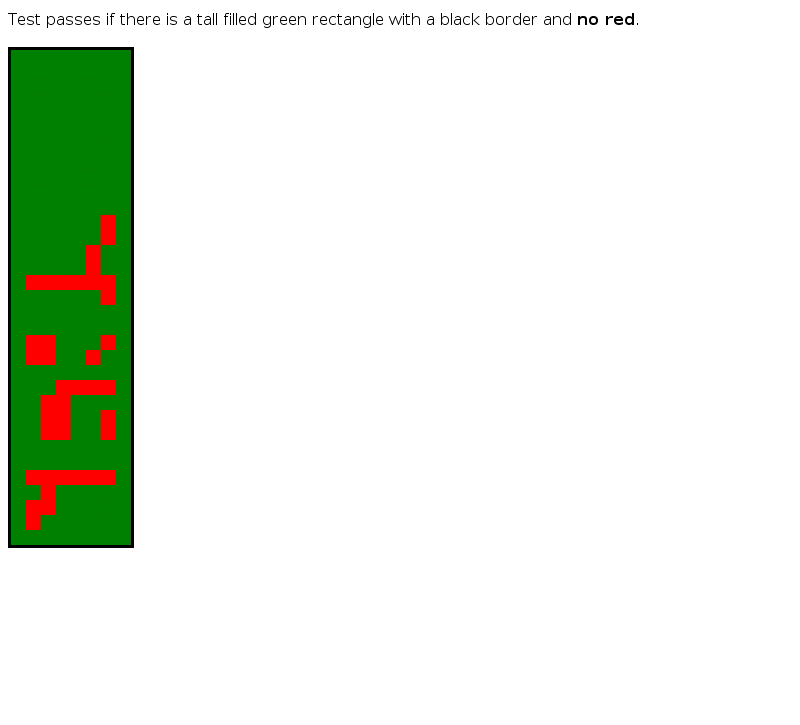 Test passes if there is a tall filled green rectangle with a black border and no red.